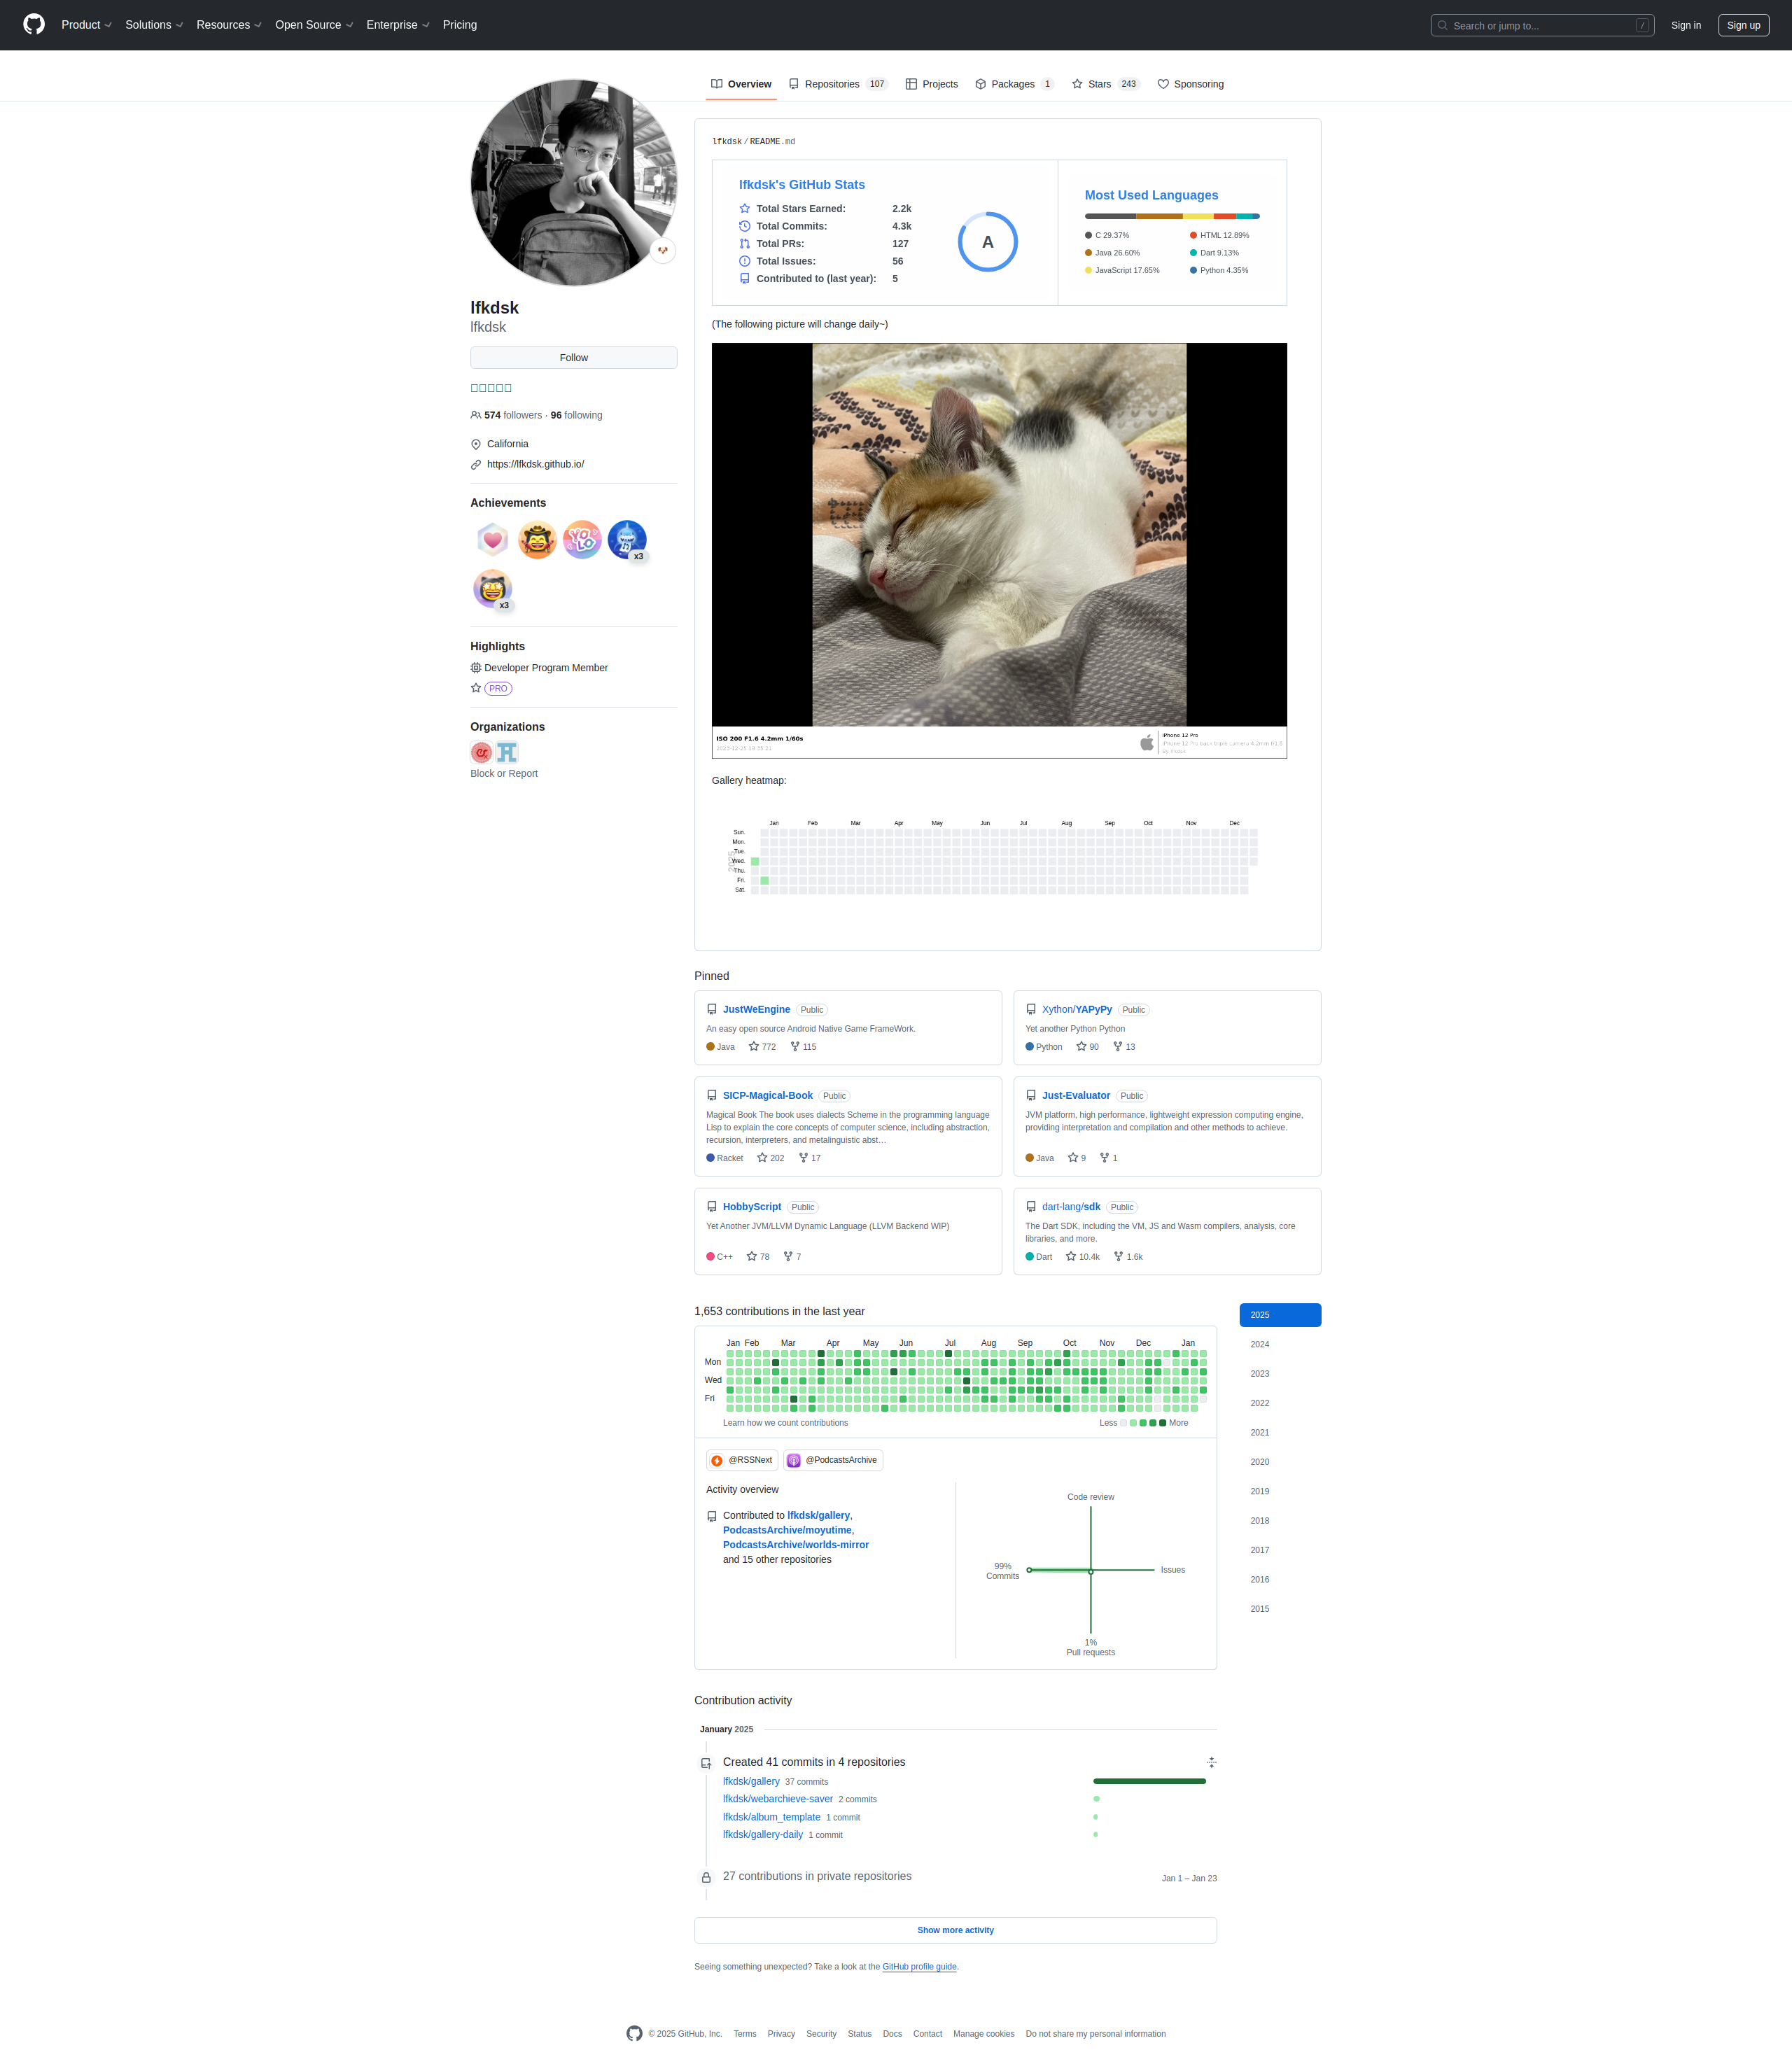 Product Solutions Resources Open Source Enterprise Pricing Search or jump to... / Sign in Sign up
Overview Repositories 107 Projects Packages 1 Stars 243 Sponsoring
lfkdsk
lfkdsk
Follow
574 followers · 96 following
California
https://lfkdsk.github.io/
Achievements
YOLO
x3
x3
Highlights
Developer Program Member
PRO
Organizations
Block or Report
lfkdsk/README.md
lfkdsk's GitHub Stats
Total Stars Earned: 2.2k
Total Commits: 4.3k
Total PRs: 127
Total Issues: 56
Contributed to (last year): 5
A
Most Used Languages
C 29.37% HTML 12.89%
Java 26.60% Dart 9.13%
JavaScript 17.65% Python 4.35%
(The following picture will change daily~)
ISO 200 F1.6 4.2mm 1/60s
iPhone 12 Pro
iPhone 12 Pro back triple camera 4.2mm f/1.6
Gallery heatmap:
Jan Feb Mar Apr May Jun Jul Aug Sep Oct Nov Dec
Sun.
Mon.
Tue.
Wed.
Thu.
Fri.
Sat.
Pinned
JustWeEngine Public
An easy open source Android Native Game FrameWork.
Java 772 115
Xython/YAPyPy Public
Yet another Python Python
Python 90 13
SICP-Magical-Book Public
Magical Book The book uses dialects Scheme in the programming language
Lisp to explain the core concepts of computer science, including abstraction,
recursion, interpreters, and metalinguistic abst…
Racket 202 17
Just-Evaluator Public
JVM platform, high performance, lightweight expression computing engine,
providing interpretation and compilation and other methods to achieve.
Java 9 1
HobbyScript Public
Yet Another JVM/LLVM Dynamic Language (LLVM Backend WIP)
C++ 78 7
dart-lang/sdk Public
The Dart SDK, including the VM, JS and Wasm compilers, analysis, core
libraries, and more.
Dart 10.4k 1.6k
1,653 contributions in the last year
Jan Feb Mar Apr May Jun Jul Aug Sep Oct Nov Dec Jan
Mon
Wed
Fri
Learn how we count contributions Less More
2025
2024
2023
2022
2021
2020
2019
2018
2017
2016
2015
@RSSNext @PodcastsArchive
Activity overview
Contributed to lfkdsk/gallery,
PodcastsArchive/moyutime,
PodcastsArchive/worlds-mirror
and 15 other repositories
Code review
99%
Commits
Issues
1%
Pull requests
Contribution activity
January 2025
Created 41 commits in 4 repositories
lfkdsk/gallery 37 commits
lfkdsk/webarchieve-saver 2 commits
lfkdsk/album_template 1 commit
lfkdsk/gallery-daily 1 commit
27 contributions in private repositories Jan 1 – Jan 23
Show more activity
Seeing something unexpected? Take a look at the GitHub profile guide.
© 2025 GitHub, Inc. Terms Privacy Security Status Docs Contact Manage cookies Do not share my personal information